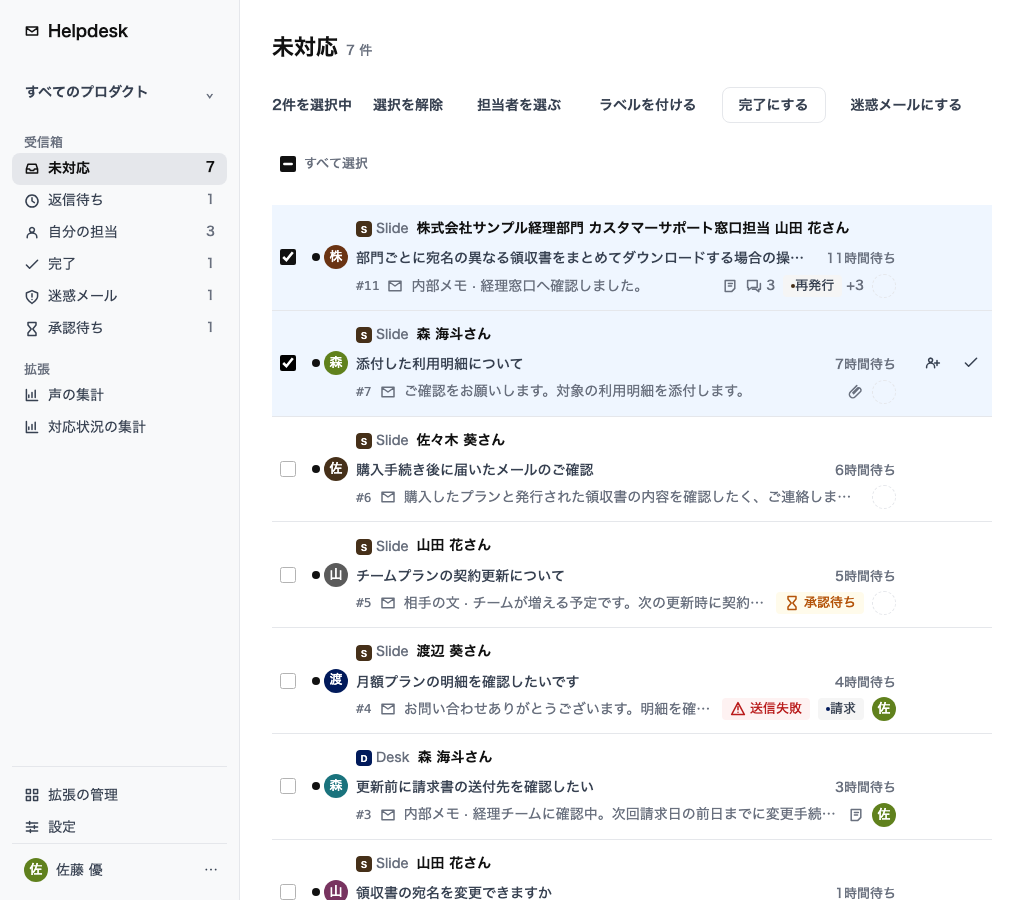 Helpdesk
すべてのプロダクト
受信箱
未対応 7
返信待ち 1
自分の担当 3
完了 1
迷惑メール 1
承認待ち 1
拡張
声の集計
対応状況の集計
拡張の管理
設定
佐 佐藤 優 …
未対応 7 件
2件を選択中 選択を解除 担当者を選ぶ ラベルを付ける 完了にする 迷惑メールにする
すべて選択
S Slide 株式会社サンプル経理部門 カスタマーサポート窓口担当 山田 花さん
株 部門ごとに宛名の異なる領収書をまとめてダウンロードする場合の操… 11時間待ち
#11 内部メモ · 経理窓口へ確認しました。 3 •再発行 +3
S Slide 森 海斗さん
森 添付した利用明細について 7時間待ち
#7 ご確認をお願いします。対象の利用明細を添付します。
S Slide 佐々木 葵さん
佐 購入手続き後に届いたメールのご確認 6時間待ち
#6 購入したプランと発行された領収書の内容を確認したく、ご連絡しま…
S Slide 山田 花さん
山 チームプランの契約更新について 5時間待ち
#5 相手の文 · チームが増える予定です。次の更新時に契約… 承認待ち
S Slide 渡辺 葵さん
渡 月額プランの明細を確認したいです 4時間待ち
#4 お問い合わせありがとうございます。明細を確… 送信失敗 •請求 佐
D Desk 森 海斗さん
森 更新前に請求書の送付先を確認したい 3時間待ち
#3 内部メモ · 経理チームに確認中。次回請求日の前日までに変更手続… 佐
S Slide 山田 花さん
山 領収書の宛名を変更できますか 1時間待ち